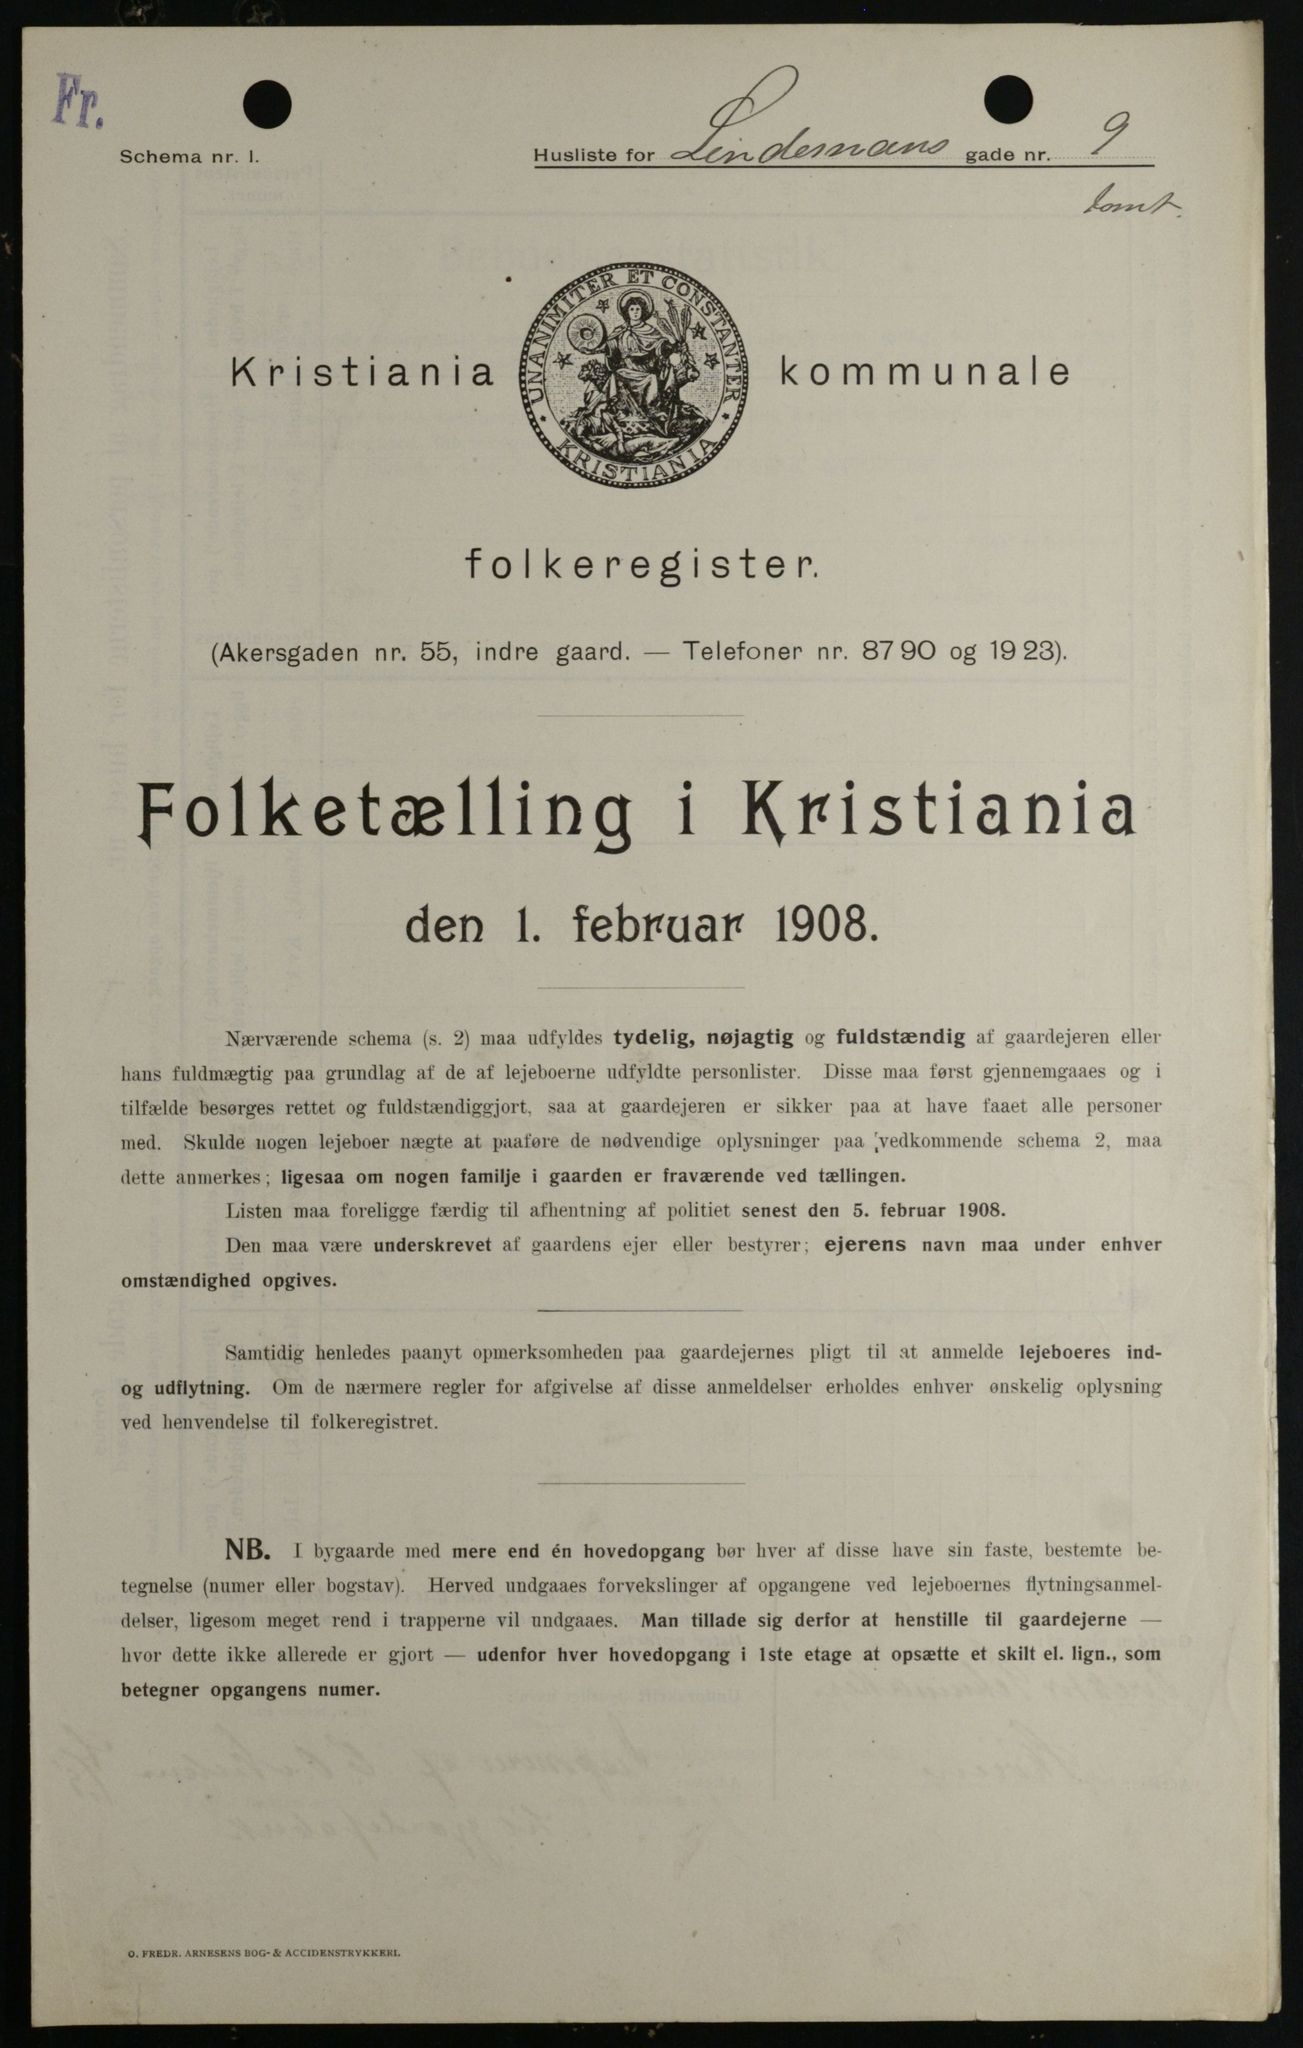 Fr.
Schema nr. 1.
Husliste for Lindemans gade nr. 9
tomt.
UNANIMITER ET CONSTANTER
KRISTIANIA
Kristiania kommunale
folkeregister.
(Akersgaden nr. 55, indre gaard. — Telefoner nr. 87 90 og 19 23).
Folketælling i Kristiania
den 1. februar 1908.
Nærværende schema (s. 2) maa udfyldes tydelig, nøjagtig og fuldstændig af gaardejeren eller
hans fuldmægtig paa grundlag af de af lejeboerne udfyldte personlister. Disse maa først gjennemgaaes og i
tilfælde besørges rettet og fuldstændiggjort, saa at gaardejeren er sikker paa at have faaet alle personer
med. Skulde nogen lejeboer nægte at paaføre de nødvendige oplysninger paa vedkommende schema 2, maa
dette anmerkes; ligesaa om nogen familje i gaarden er fraværende ved tællingen.
Listen maa foreligge færdig til afhentning af politiet senest den 5. februar 1908.
Den maa være underskrevet af gaardens ejer eller bestyrer; ejerens navn maa under enhver
omstændighed opgives.
Samtidig henledes paanyt opmerksomheden paa gaardejernes pligt til at anmelde lejeboeres ind-
og udflytning. Om de nærmere regler for afgivelse af disse anmeldelser erholdes enhver ønskelig oplysning
ved henvendelse til folkeregistret.
NB. I bygaarde med mere end én hovedopgang bør hver af disse have sin faste, bestemte be-
tegnelse (numer eller bogstav). Herved undgaaes forvekslinger af opgangene ved lejeboernes flytningsanmel-
delser, ligesom meget rend i trapperne vil undgaaes. Man tillade sig derfor at henstille til gaardejerne —
hvor dette ikke allerede er gjort — udenfor hver hovedopgang i 1ste etage at opsætte et skilt el. lign., som
betegner opgangens numer.
O. FREDR. ARNESENS BOG- & ACCIDENSTRYKKERI.